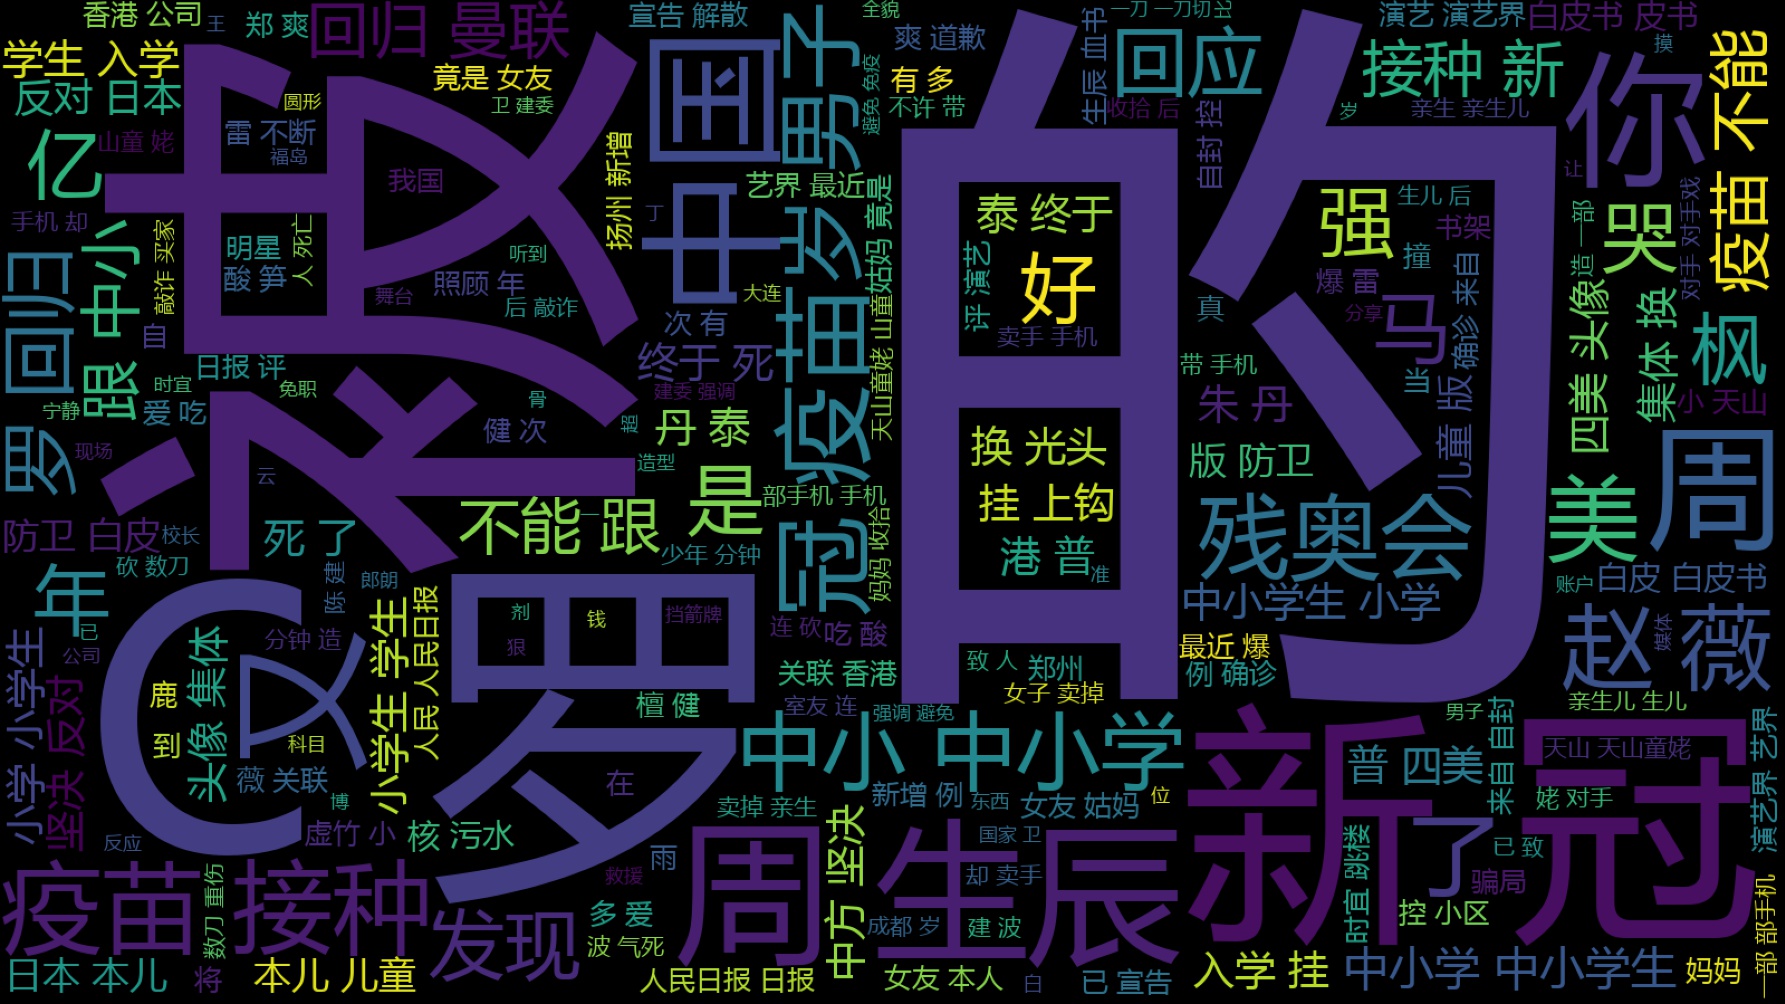 香港 公司
王
郑 爽
回归 曼联
宣告 解散
男子
全貌
爽 道歉
生辰 血书
一刀 一刀切
回应
演艺 演艺界
白皮书 皮书
摸
疫苗 不能
学生 入学
反对 日本
圆形
竟是 女友
卫 建委
中国
避免 免疫
有 多
不许 带
收拾 后
自封 控
岁
接种 新
亲生 亲生儿
你
亿
山童 姥
雷 不断
福岛
我国
扬州 新增
艺界 最近
的
自
强
生儿 后
书架
让
对手 对手戏
手机 却
中小
跟
买家
敲诈
明星
酸 笋
人 死亡
照顾 年
听到
舞台
后 敲诈
丁
大连
岁
姑妈 竟是
天山童姥 山童
泰 终于
评 演艺
好
卖手 手机
真
爆 雷
撞
分享
马
来自
确诊
造 一部
哭
四美 头像
集体 换
枫
回归
自
日报 评
次 有
终于 死
疫苗
带 手机
当
时宜
免职
宁静
爱 吃
骨
健 次
超
建委 强调
丹 泰
朱 丹
儿童 版
小 天山
罗
现场
云
造型
换 光头
版 防卫
周
防卫 白皮
校长
死 了
不能 跟
是
一
部手机 手机
挂 上钩
残奥会
美
砍 数刀
陈 建
郎朗
少年 分钟
冠
妈妈 收拾
港 普
准
中小学生 小学
账户
白皮 白皮书
年
已
公司
分钟 造
小学生 学生
人民 人民日报
剂
钱
挡箭牌
狠
连 砍
吃 酸
最近 爆
赵 薇
媒体
小学 小学生
坚决 反对
鹿
到
头像 集体
科目
檀 健
关联 香港
致 人
郑州
女子 卖掉
例 确诊
亲生儿 生儿
室友 连
强调 避免
男子
薇 关联
博
在
中小 中小学
新冠
普 四美
来自 自封
天山 天山童姥
演艺界 艺界
反应
虚竹 小
核 污水
卖掉 亲生
新增 例
东西
女友 姑妈
位
姥 对手
疫苗 接种
数刀 重伤
发现
救援
雨
多 爱
波 气死
周
中方 坚决
生辰
国家 卫
却 卖手
成都 岁
建 波
时宜 跳楼
了
已 致
骗局
控 小区
一部 部手机
日本 本儿
将
本儿 儿童
人民日报 日报
女友 本人
白
已 宣告
入学 挂
中小学 中小学生
妈妈